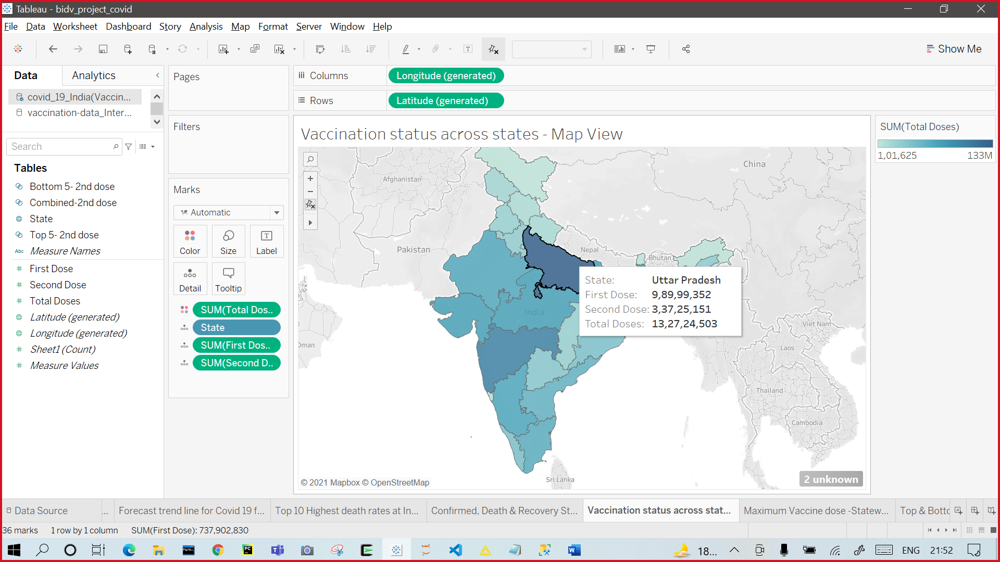 Tableau - bidv_project_covid
File Data Worksheet Dashboard Story Analysis Map Format Server Window Help
Show Me
Data Analytics
covid_19_India(Vaccin...
vaccination-data_Inter...
Search
Tables
Bottom 5- 2nd dose
Combined-2nd dose
State
Top 5- 2nd dose
Abc Measure Names
First Dose
Second Dose
Total Doses
Latitude (generated)
Longitude (generated)
Sheet1 (Count)
Measure Values
Pages
Filters
Marks
Automatic
Color Size Label
Detail Tooltip
SUM(Total Dos..
State
SUM(First Dos..
SUM(Second D..
Columns Longitude (generated)
Rows Latitude (generated)
Vaccination status across states - Map View
China
Afghanistan
Pakistan
Nepal
Bhutan
India
Oman
Viet Nam
Laos
Thailand
Cambodia
Sri Lanka
State: Uttar Pradesh
First Dose: 9,89,99,352
Second Dose: 3,37,25,151
Total Doses: 13,27,24,503
© 2021 Mapbox © OpenStreetMap
2 unknown
SUM(Total Doses)
1,01,625 133M
Data Source ... Forecast trend line for Covid 19 f... Top 10 Highest death rates at In... Confirmed, Death & Recovery St... Vaccination status across stat... Maximum Vaccine dose -Statew... Top & Botto
36 marks 1 row by 1 column SUM(First Dose): 737,902,830
18... ENG 21:52